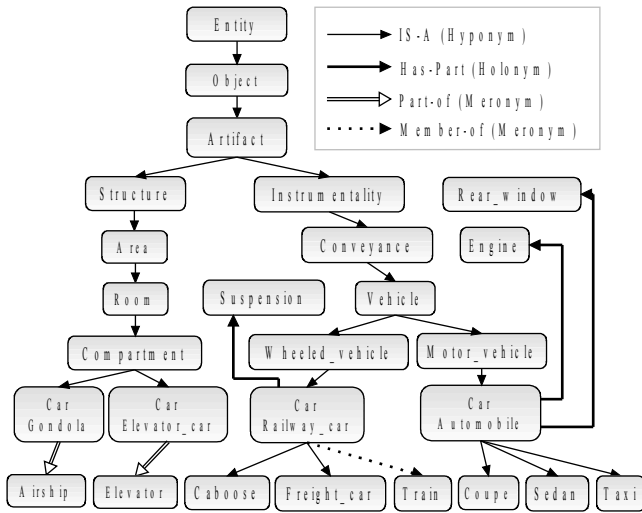 Entity
IS-A (Hyponym)
Has-Part (Holonym)
Part-of (Meronym)
Member-of (Meronym)
Object
Artifact
Structure
Instrumentality
Rear_window
Area
Conveyance
Engine
Room
Suspension
Vehicle
Compartment
Wheeled_vehicle
Motor_vehicle
Car
Gondola
Car
Elevator_car
Car
Railway_car
Car
Automobile
Airship
Elevator
Caboose
Freight_car
Train
Coupe
Sedan
Taxi